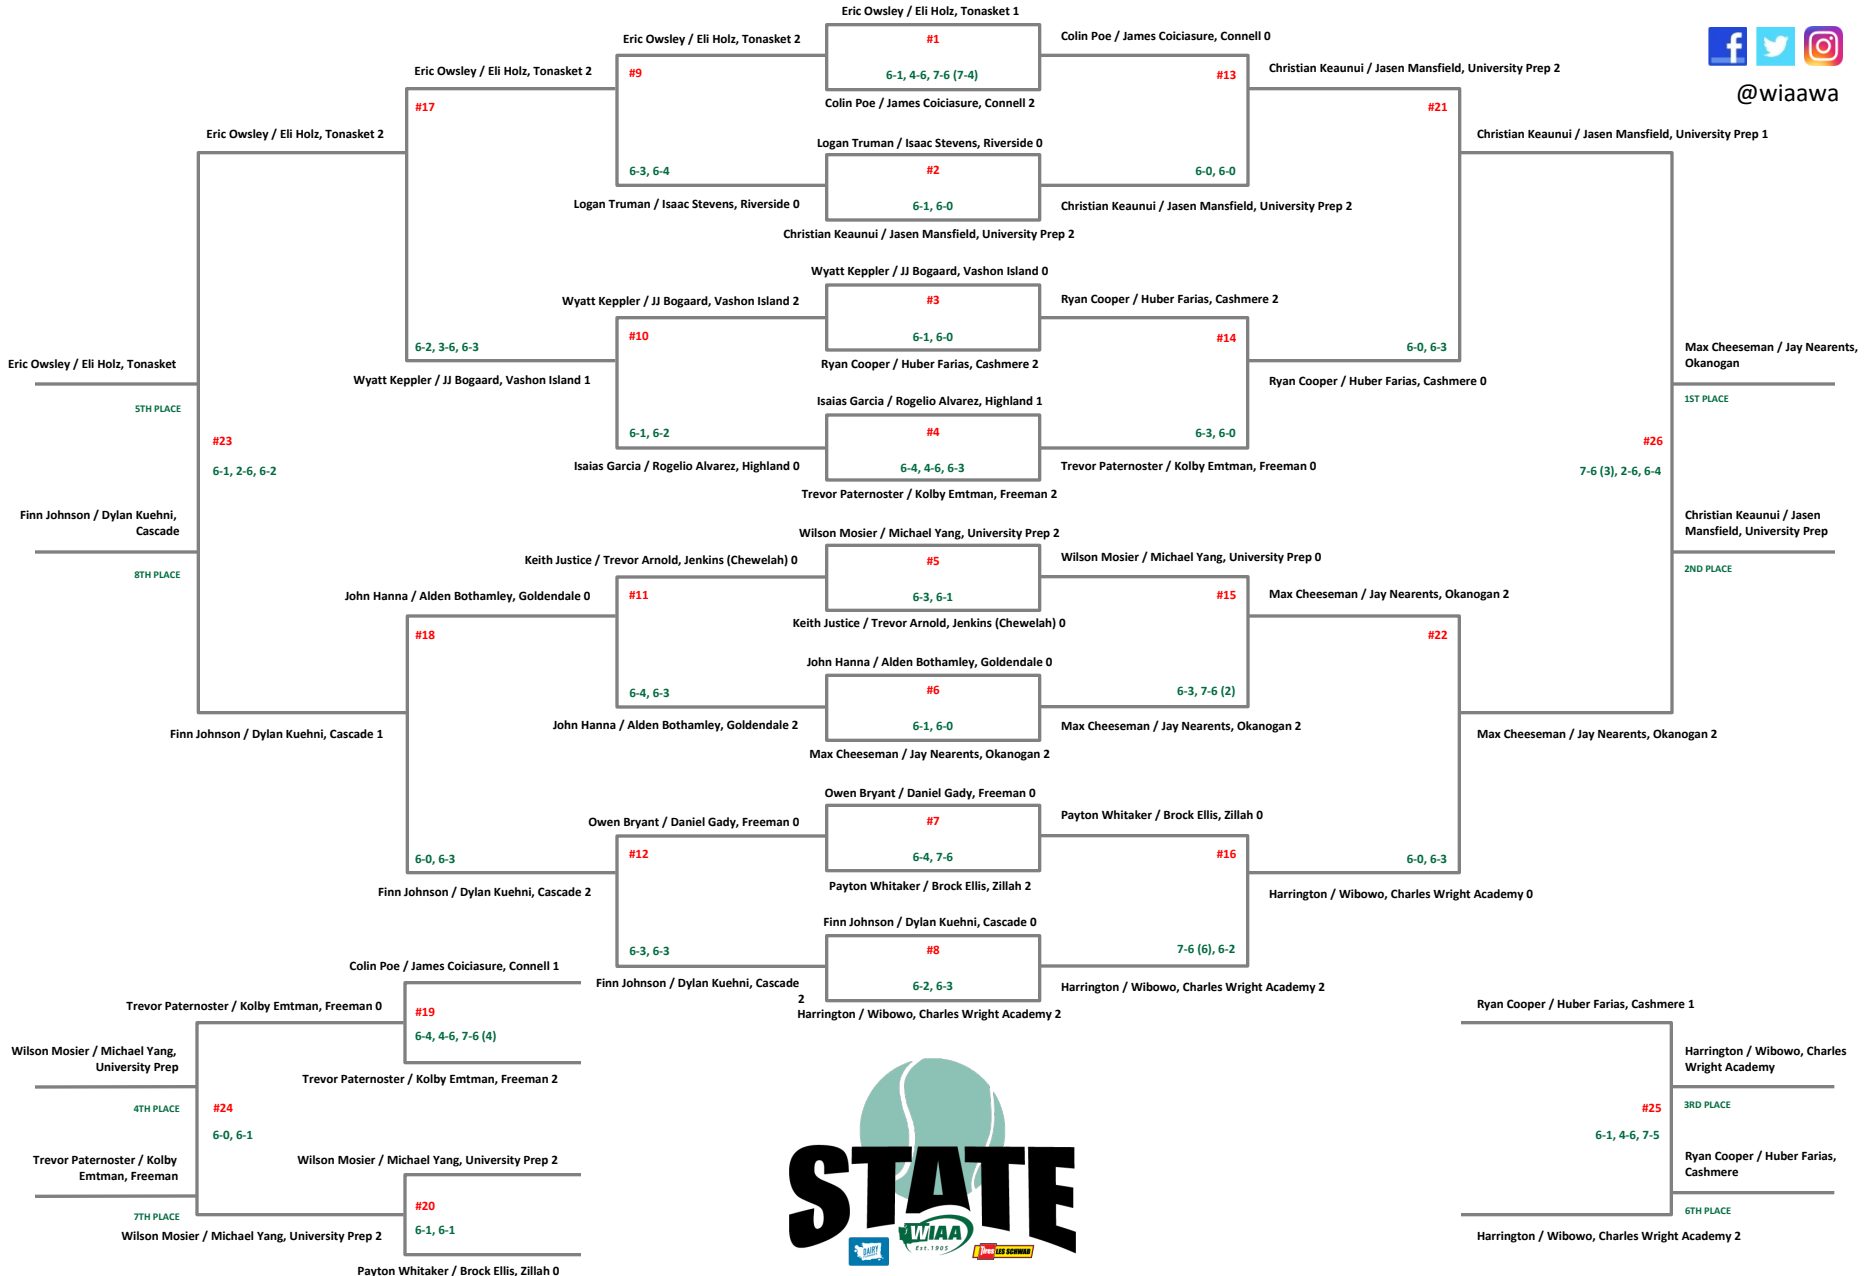 Eric Owsley / Eli Holz, Tonasket 1
Eric Owsley / Eli Holz, Tonasket 2
#1
Colin Poe / James Coiciasure, Connell 0
Eric Owsley / Eli Holz, Tonasket 2
#9
6-1, 4-6, 7-6 (7-4)
#13
Christian Keaunui / Jasen Mansfield, University Prep 2
@wiaawa
#17
Colin Poe / James Coiciasure, Connell 2
#21
Eric Owsley / Eli Holz, Tonasket 2
Logan Truman / Isaac Stevens, Riverside 0
Christian Keaunui / Jasen Mansfield, University Prep 1
6-3, 6-4
#2
6-0, 6-0
Logan Truman / Isaac Stevens, Riverside 0
6-1, 6-0
Christian Keaunui / Jasen Mansfield, University Prep 2
Christian Keaunui / Jasen Mansfield, University Prep 2
Wyatt Keppler / JJ Bogaard, Vashon Island 0
Wyatt Keppler / JJ Bogaard, Vashon Island 2
#3
Ryan Cooper / Huber Farias, Cashmere 2
#10
6-1, 6-0
#14
6-2, 3-6, 6-3
6-0, 6-3
Max Cheeseman / Jay Nearents,
Okanogan
Eric Owsley / Eli Holz, Tonasket
Ryan Cooper / Huber Farias, Cashmere 2
Wyatt Keppler / JJ Bogaard, Vashon Island 1
Ryan Cooper / Huber Farias, Cashmere 0
5TH PLACE
Isaias Garcia / Rogelio Alvarez, Highland 1
1ST PLACE
#23
6-1, 6-2
#4
6-3, 6-0
#26
6-1, 2-6, 6-2
Isaias Garcia / Rogelio Alvarez, Highland 0
6-4, 4-6, 6-3
Trevor Paternoster / Kolby Emtman, Freeman 0
7-6 (3), 2-6, 6-4
Trevor Paternoster / Kolby Emtman, Freeman 2
Finn Johnson / Dylan Kuehni,
Cascade
Christian Keaunui / Jasen
Mansfield, University Prep
Wilson Mosier / Michael Yang, University Prep 2
8TH PLACE
Keith Justice / Trevor Arnold, Jenkins (Chewelah) 0
#5
Wilson Mosier / Michael Yang, University Prep 0
2ND PLACE
John Hanna / Alden Bothamley, Goldendale 0
#11
6-3, 6-1
#15
Max Cheeseman / Jay Nearents, Okanogan 2
#18
Keith Justice / Trevor Arnold, Jenkins (Chewelah) 0
#22
John Hanna / Alden Bothamley, Goldendale 0
6-4, 6-3
#6
6-3, 7-6 (2)
John Hanna / Alden Bothamley, Goldendale 2
6-1, 6-0
Max Cheeseman / Jay Nearents, Okanogan 2
Finn Johnson / Dylan Kuehni, Cascade 1
Max Cheeseman / Jay Nearents, Okanogan 2
Max Cheeseman / Jay Nearents, Okanogan 2
Owen Bryant / Daniel Gady, Freeman 0
Owen Bryant / Daniel Gady, Freeman 0
#7
Payton Whitaker / Brock Ellis, Zillah 0
6-0, 6-3
#12
6-4, 7-6
#16
6-0, 6-3
Finn Johnson / Dylan Kuehni, Cascade 2
Payton Whitaker / Brock Ellis, Zillah 2
Harrington / Wibowo, Charles Wright Academy 0
Finn Johnson / Dylan Kuehni, Cascade 0
6-3, 6-3
#8
7-6 (6), 6-2
Colin Poe / James Coiciasure, Connell 1
Finn Johnson / Dylan Kuehni, Cascade
2
6-2, 6-3
Harrington / Wibowo, Charles Wright Academy 2
Trevor Paternoster / Kolby Emtman, Freeman 0
#19
Harrington / Wibowo, Charles Wright Academy 2
Ryan Cooper / Huber Farias, Cashmere 1
6-4, 4-6, 7-6 (4)
Wilson Mosier / Michael Yang,
University Prep
Harrington / Wibowo, Charles
Wright Academy
Trevor Paternoster / Kolby Emtman, Freeman 2
4TH PLACE
#24
#25
3RD PLACE
6-0, 6-1
6-1, 4-6, 7-5
Trevor Paternoster / Kolby
Emtman, Freeman
Wilson Mosier / Michael Yang, University Prep 2
Ryan Cooper / Huber Farias,
Cashmere
STATE
7TH PLACE
#20
6TH PLACE
Wilson Mosier / Michael Yang, University Prep 2
6-1, 6-1
WIAA
Est. 1905
DAIRY
Tires LES SCHWAB
Harrington / Wibowo, Charles Wright Academy 2
Payton Whitaker / Brock Ellis, Zillah 0